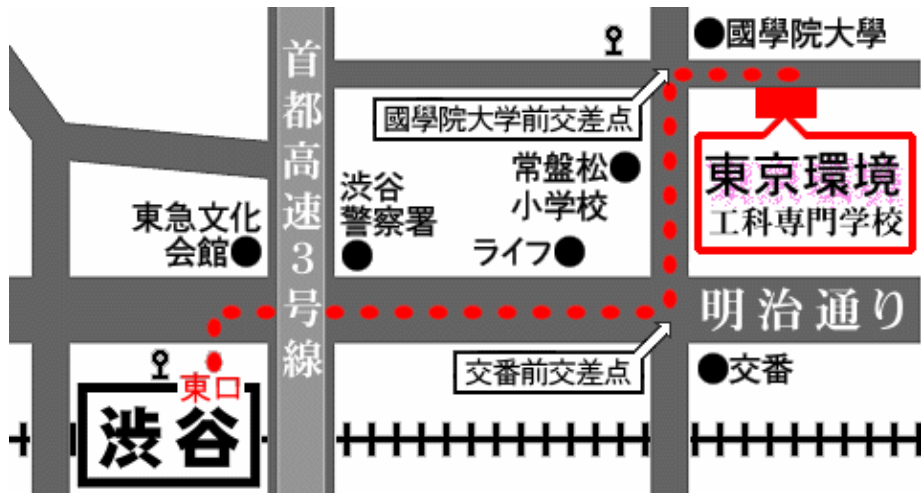 國學院大學
首都高速3号線
國學院大学前交差点
東京環境
工科専門学校
常盤松
小学校
渋谷
警察署
東急文化
会館
ライフ
明治通り
交番前交差点
交番
東口
渋谷